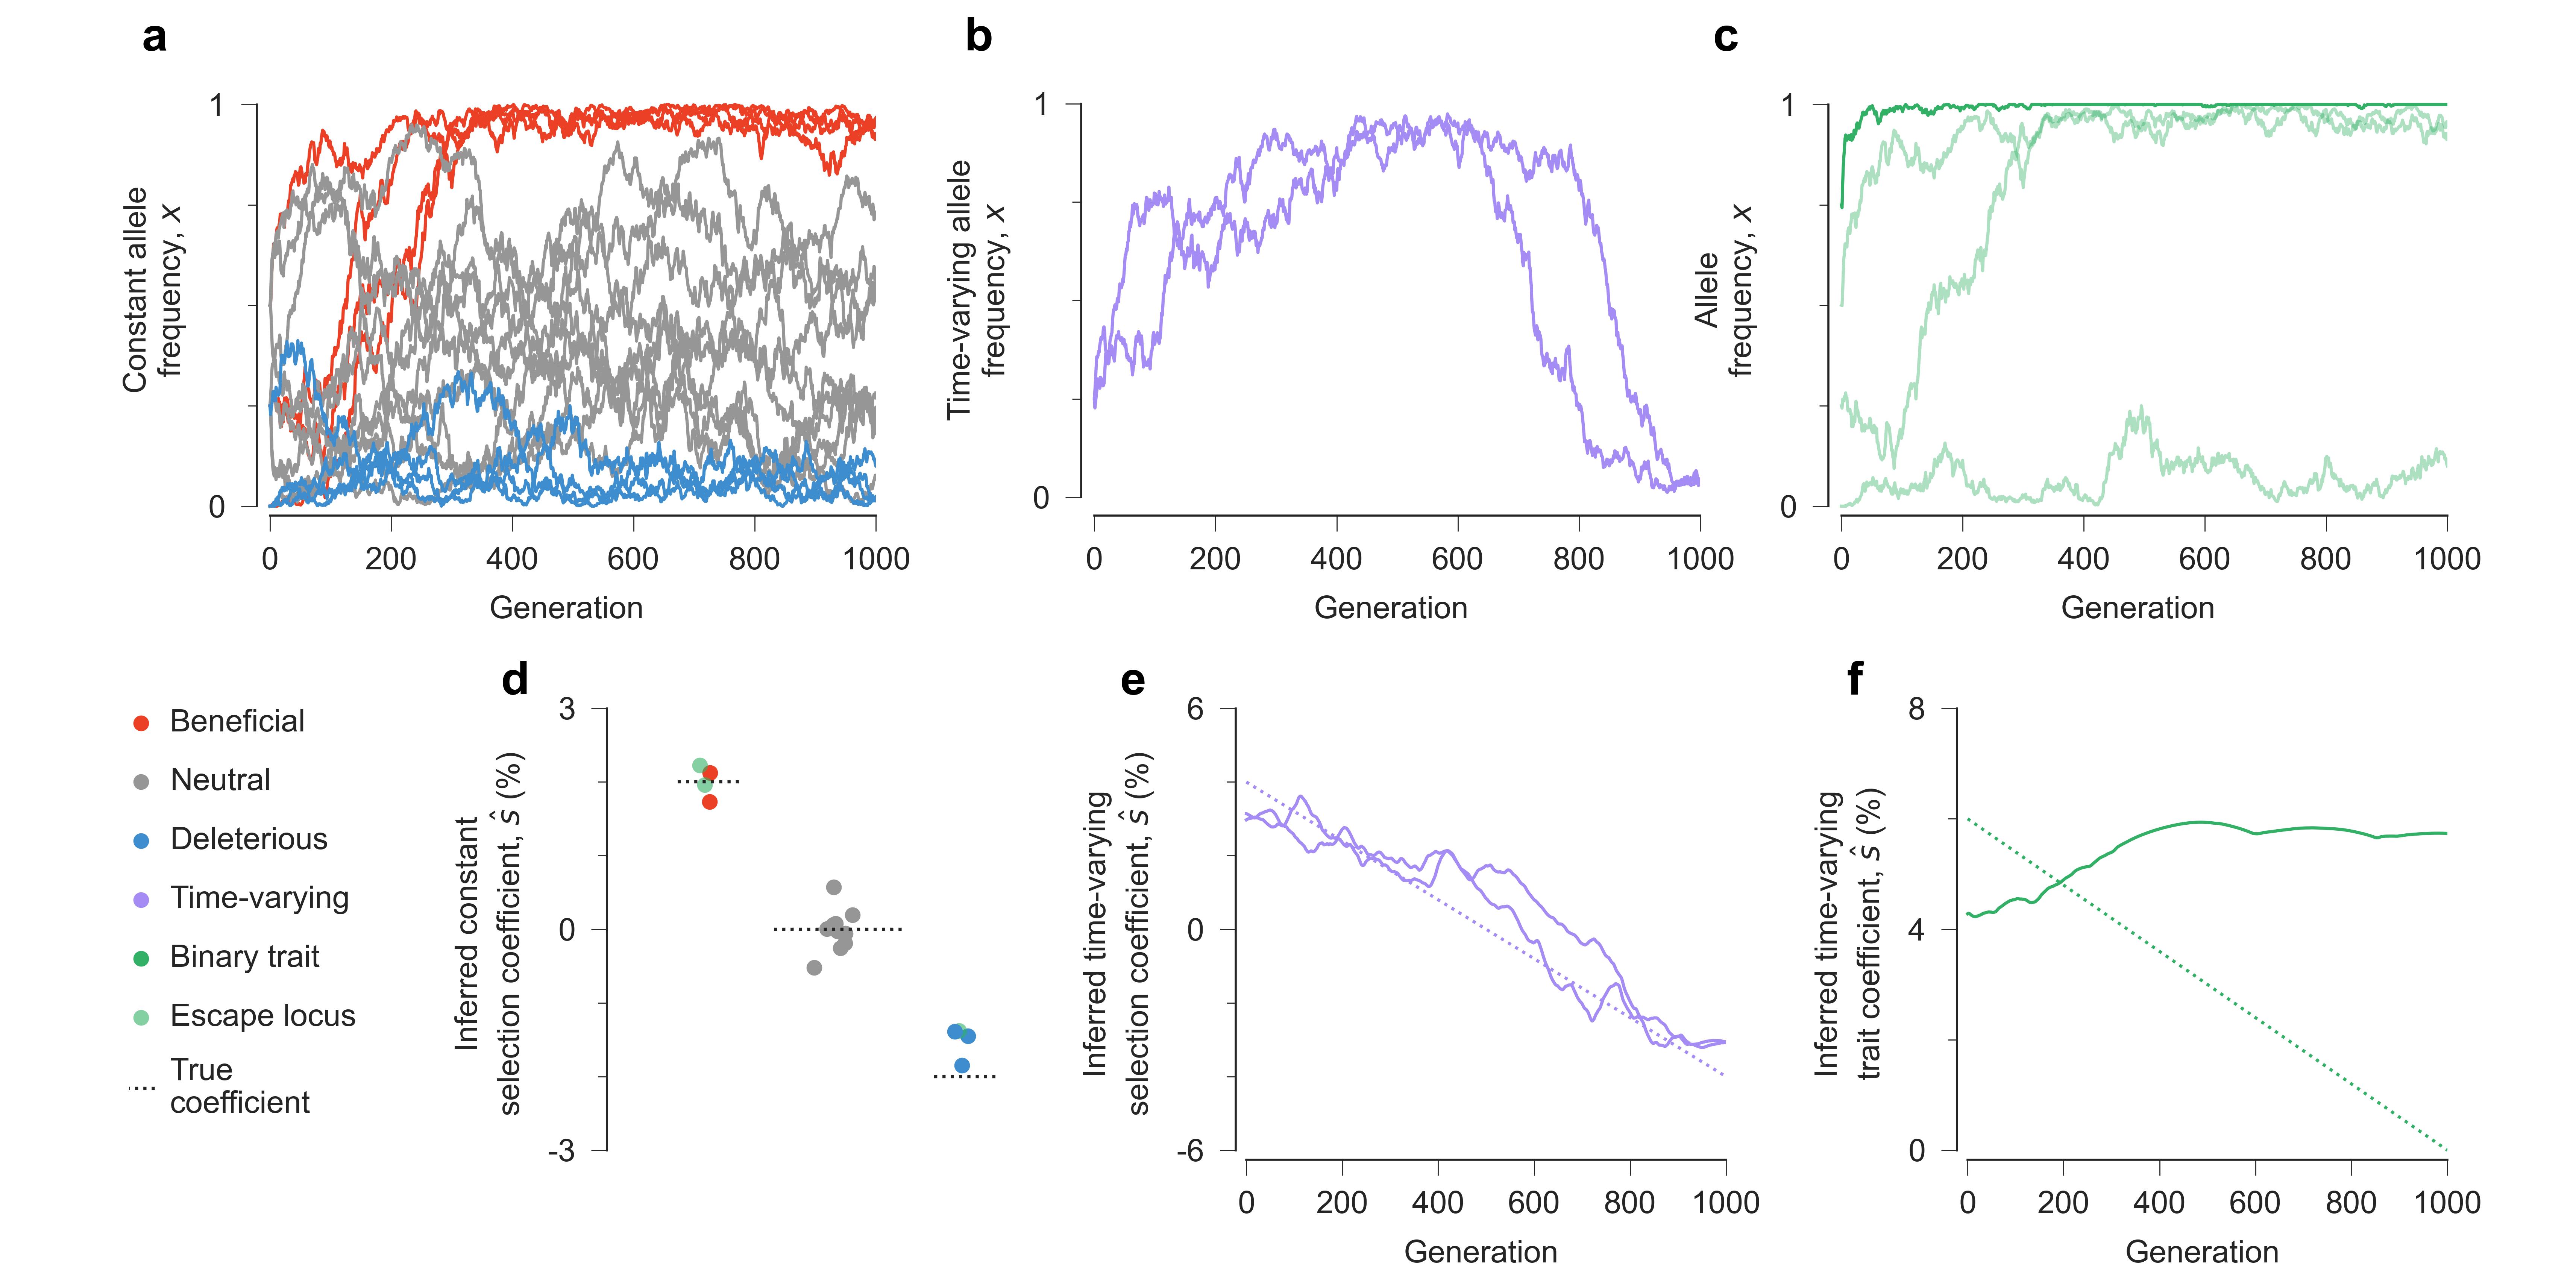 a
Constant allele
frequency, x
1
0
0 200 400 600 800 1000
Generation
b
Time-varying allele
frequency, x
1
0
0 200 400 600 800 1000
Generation
c
Allele
frequency, x
1
0
0 200 400 600 800 1000
Generation
Beneficial
Neutral
Deleterious
Time-varying
Binary trait
Escape locus
True
coefficient
d
Inferred constant
selection coefficient, ŝ (%)
3
0
-3
e
Inferred time-varying
selection coefficient, ŝ (%)
6
0
-6
0 200 400 600 800 1000
Generation
f
Inferred time-varying
trait coefficient, ŝ (%)
8
4
0
0 200 400 600 800 1000
Generation